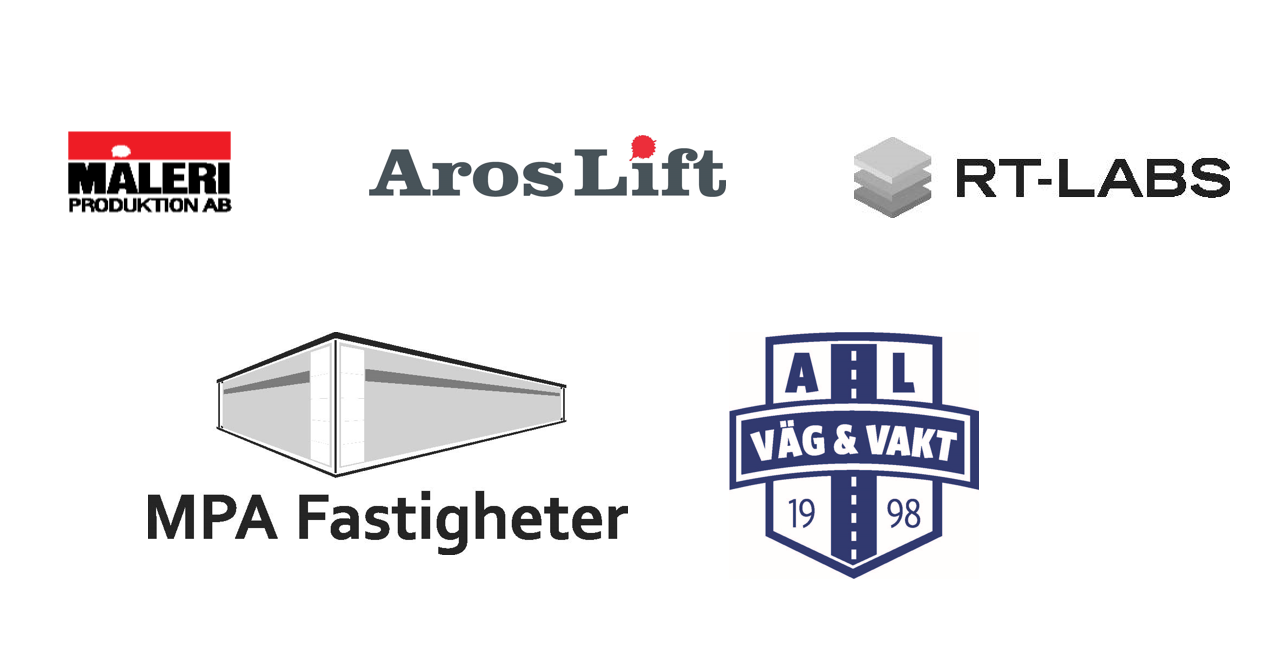 MÅLERI
PRODUKTION AB
Aros Lift
RT-LABS
MPA Fastigheter
A L
VÄG & VAKT
19 98